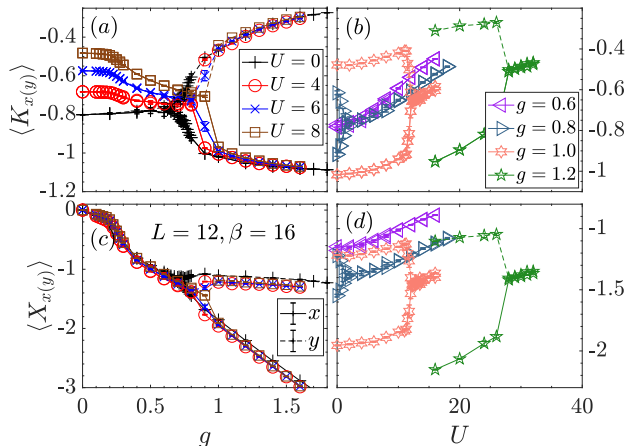 (a)
⟨K_{x(y)}⟩
-0.4
-0.6
-0.8
-1
-1.2
U = 0
U = 4
U = 6
U = 8
(b)
-0.4
-0.6
-0.8
-1
g = 0.6
g = 0.8
g = 1.0
g = 1.2
(c)
L = 12, β = 16
⟨X_{x(y)}⟩
0
-1
-2
-3
x
y
0
0.5
1
1.5
g
(d)
-1
-1.5
-2
0
20
40
U